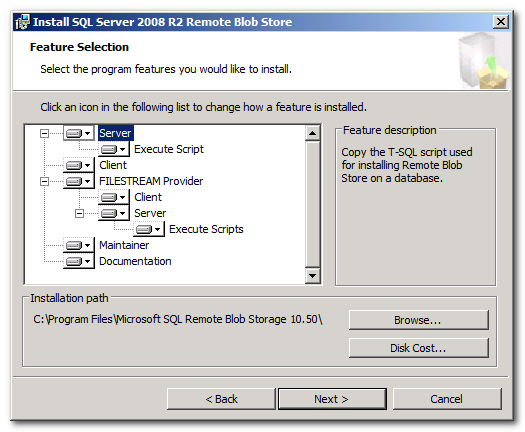 Install SQL Server 2008 R2 Remote Blob Store
Feature Selection
Select the program features you would like to install.
Click an icon in the following list to change how a feature is installed.
Server
Execute Script
Client
FILESTREAM Provider
Client
Server
Execute Scripts
Maintainer
Documentation
Feature description
Copy the T-SQL script used
for installing Remote Blob
Store on a database.
Installation path
C:\Program Files\Microsoft SQL Remote Blob Storage 10.50\
Browse...
Disk Cost...
< Back
Next >
Cancel